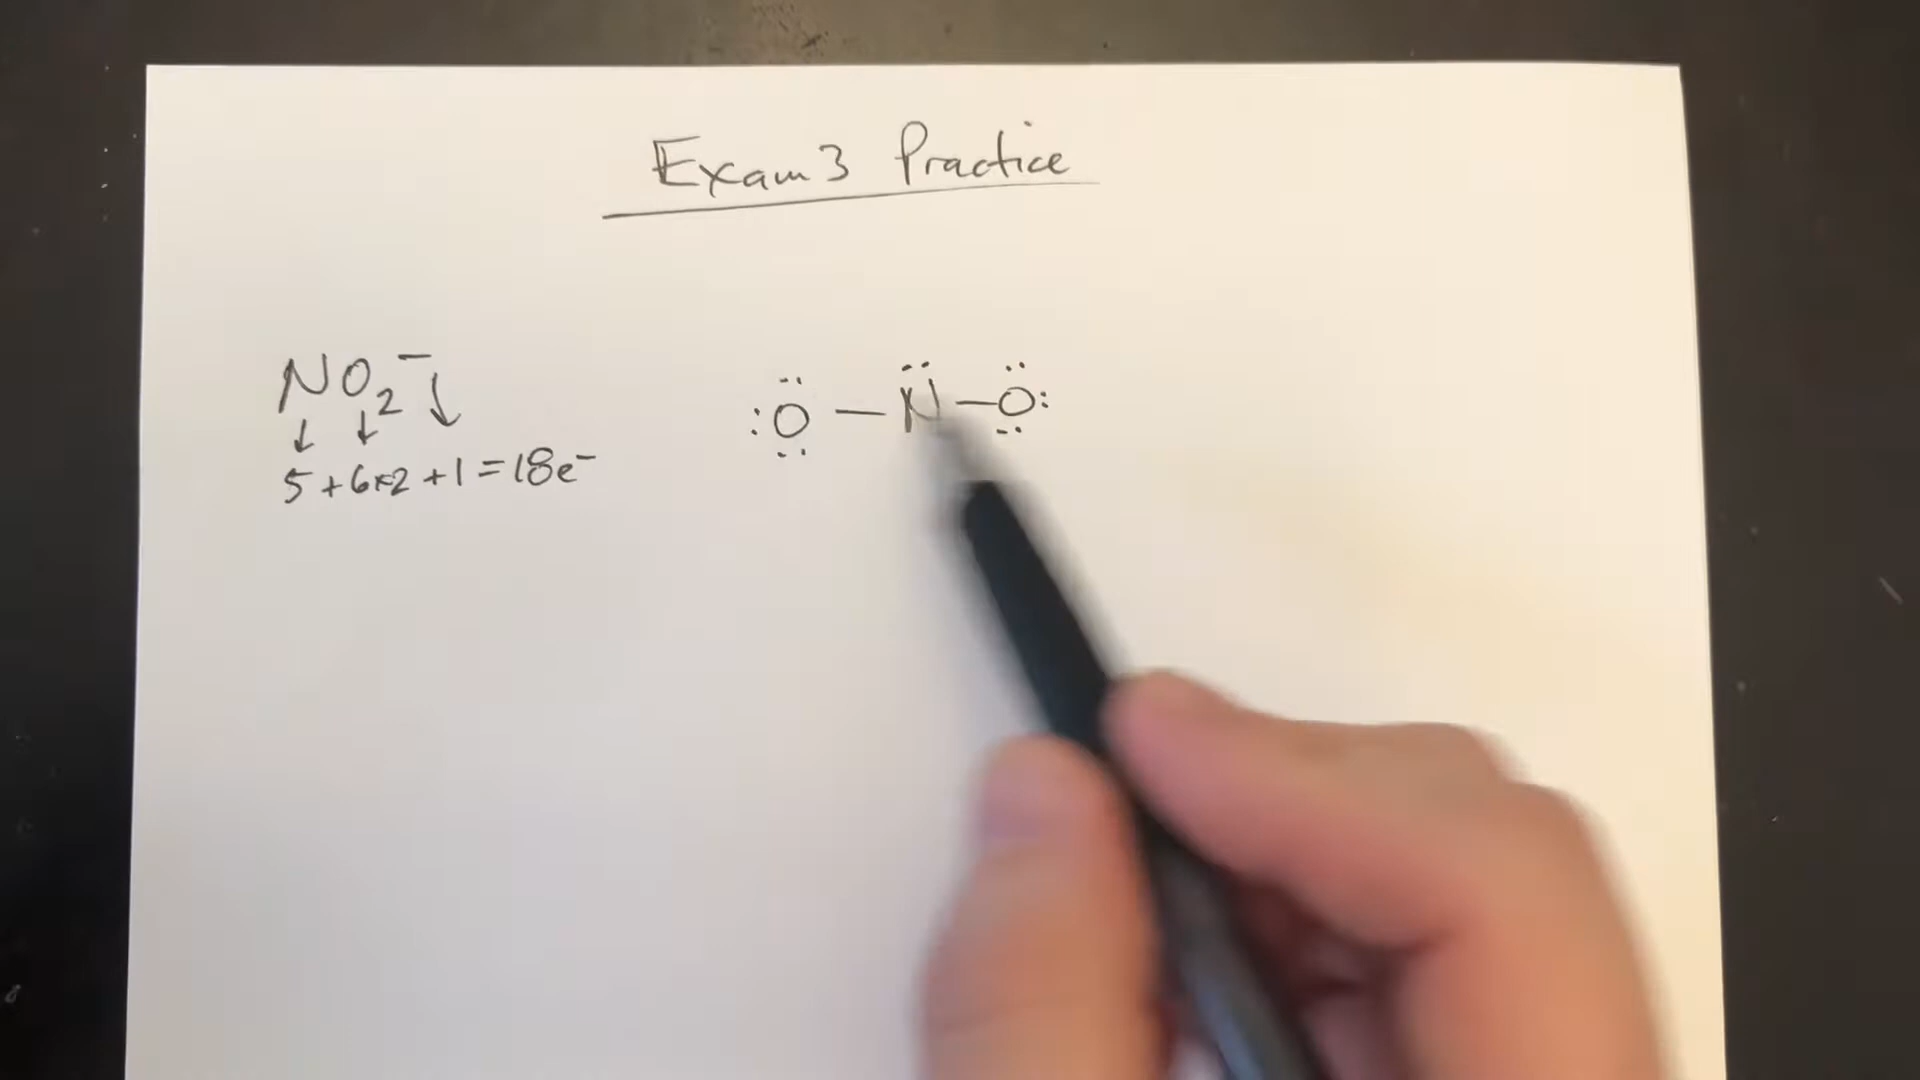 Exam 3 Practice
NO₂⁻
↓ ↓ ↓
5+6×2+1=18e⁻
:Ö̤ — N̈ — Ö̤: